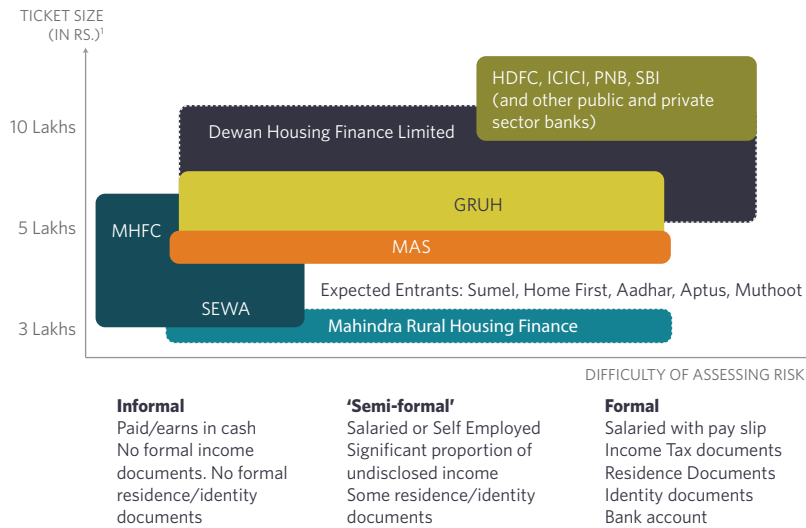 TICKET SIZE
(IN RS.)¹
10 Lakhs
5 Lakhs
3 Lakhs
HDFC, ICICI, PNB, SBI
(and other public and private
sector banks)
Dewan Housing Finance Limited
GRUH
MHFC
MAS
Expected Entrants: Sumel, Home First, Aadhar, Aptus, Muthoot
SEWA
Mahindra Rural Housing Finance
DIFFICULTY OF ASSESSING RISK
Informal
Paid/earns in cash
No formal income
documents. No formal
residence/identity
documents
‘Semi-formal’
Salaried or Self Employed
Significant proportion of
undisclosed income
Some residence/identity
documents
Formal
Salaried with pay slip
Income Tax documents
Residence Documents
Identity documents
Bank account